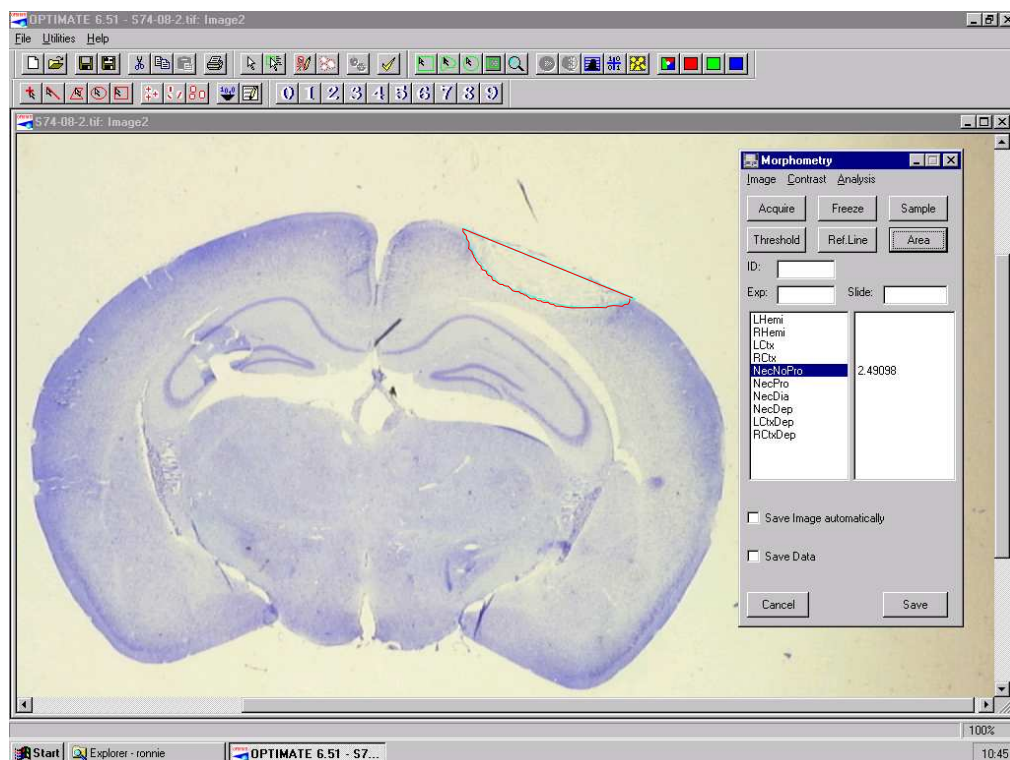 OPTIMATE 6.51 - S74-08-2.tif: Image2
File Utilities Help
0 1 2 3 4 5 6 7 8 9
S74-08-2.tif: Image2
Morphometry
Image Contrast Analysis
Acquire Freeze Sample
Threshold Ref.Line Area
ID:
Exp: Slide:
LHemi
RHemi
LCtx
RCtx
NecNoPro 2.49098
NecPro
NecDia
NecDep
LCtxDep
RCtxDep
Save Image automatically
Save Data
Cancel Save
100%
Start Explorer - ronnie OPTIMATE 6.51 - S7... 10:45